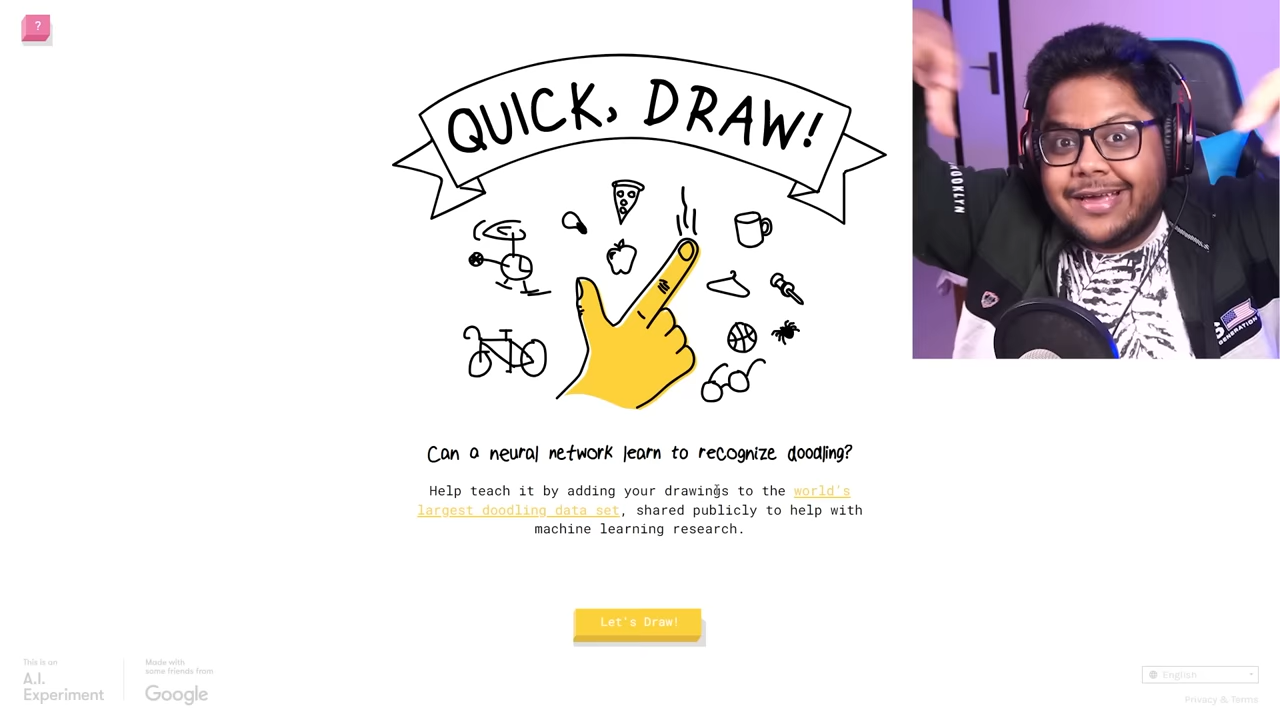 ?
QUICK, DRAW!
Can a neural network learn to recognize doodling?
Help teach it by adding your drawings to the world's
largest doodling data set, shared publicly to help with
machine learning research.
Let's Draw!
This is an
A.I.
Experiment
Made with
some friends from
Google
English
Privacy & Terms
OOKLYN
GENERATION